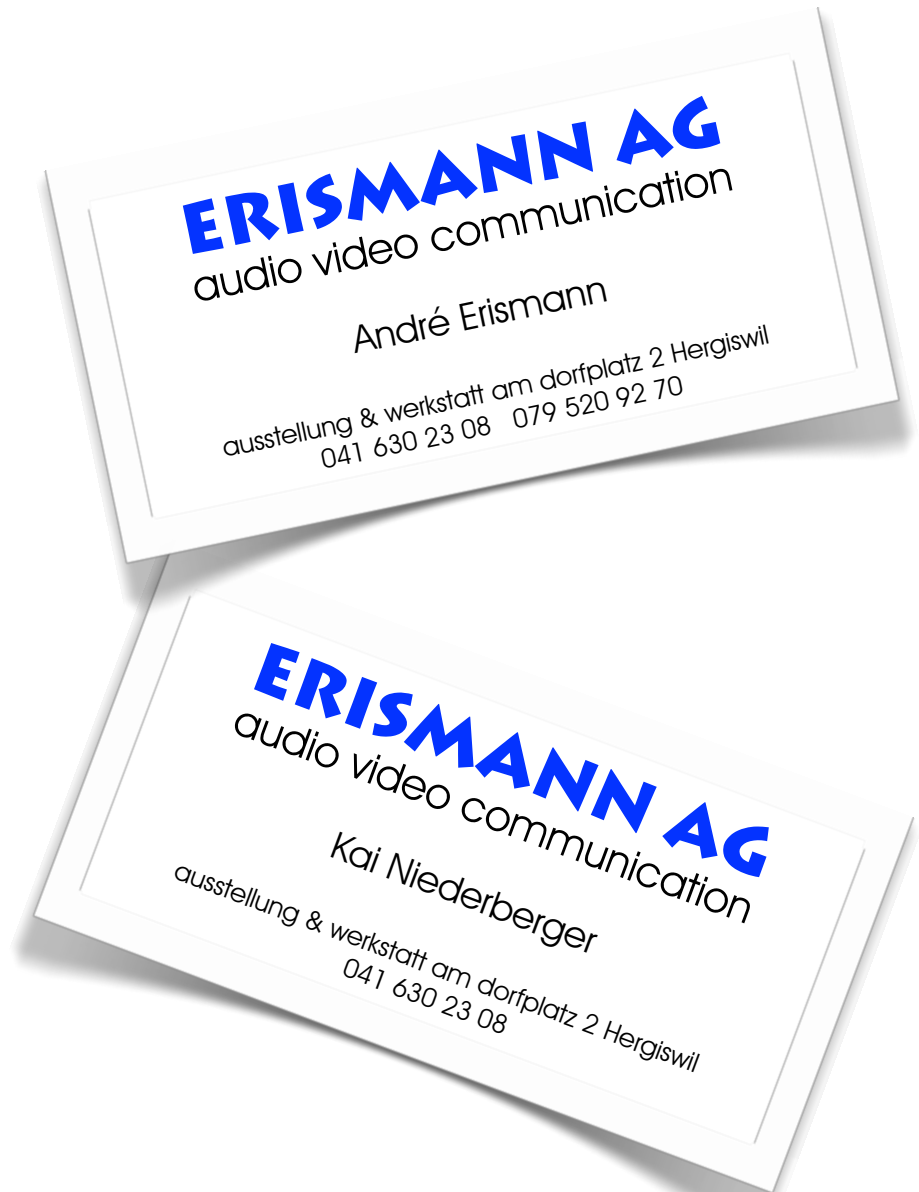 ERISMANN AG
audio video communication
André Erismann
ausstellung & werkstatt am dorfplatz 2 Hergiswil
041 630 23 08   079 520 92 70
ERISMANN AG
audio video communication
Kai Niederberger
ausstellung & werkstatt am dorfplatz 2 Hergiswil
041 630 23 08